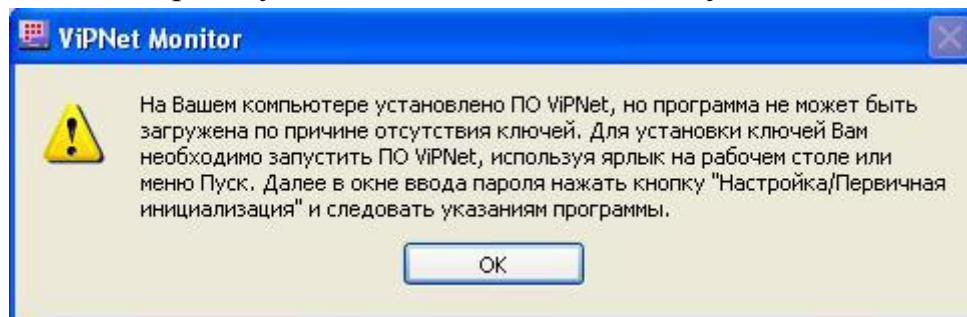 ViPNet Monitor
На Вашем компьютере установлено ПО ViPNet, но программа не может быть
загружена по причине отсутствия ключей. Для установки ключей Вам
необходимо запустить ПО ViPNet, используя ярлык на рабочем столе или
меню Пуск. Далее в окне ввода пароля нажать кнопку "Настройка/Первичная
инициализация" и следовать указаниям программы.
OK